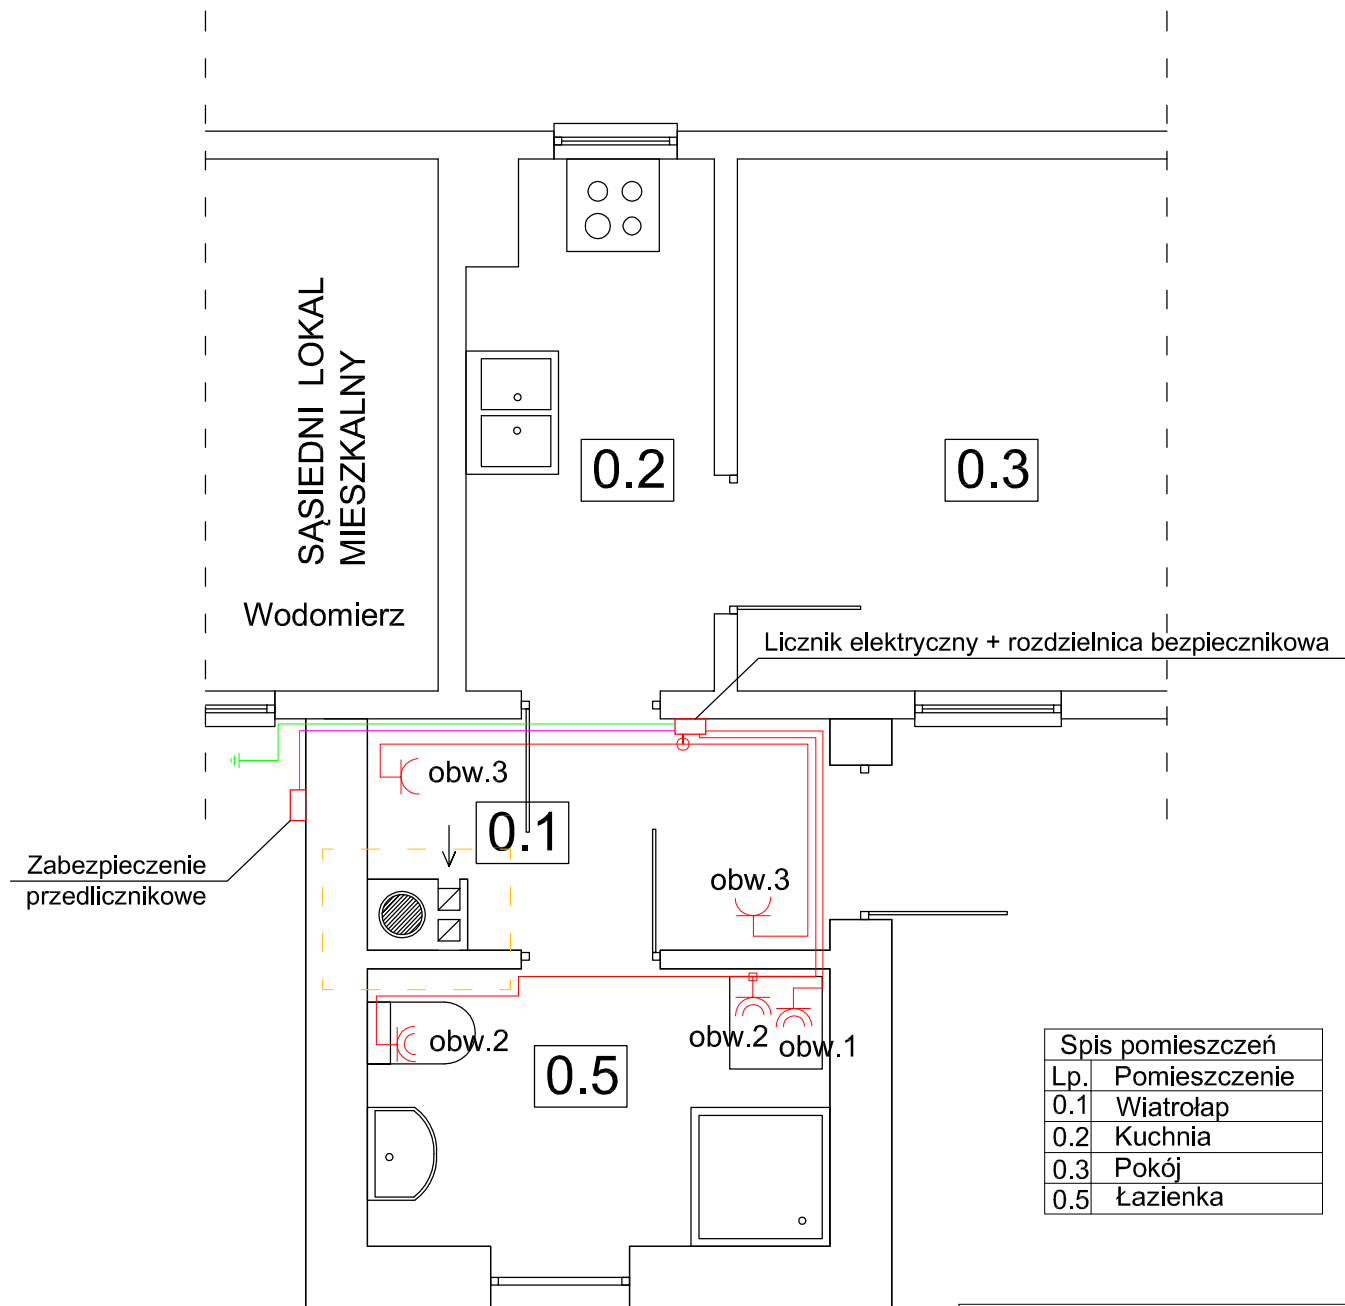 SĄSIEDNI LOKAL
MIESZKALNY
0.2
0.3
Wodomierz
Licznik elektryczny + rozdzielnica bezpiecznikowa
obw.3
0.1
Zabezpieczenie
przedlicznikowe
obw.3
obw.2
obw.2
obw.1
0.5
Spis pomieszczeń
Lp. Pomieszczenie
0.1 Wiatrołap
0.2 Kuchnia
0.3 Pokój
0.5 Łazienka